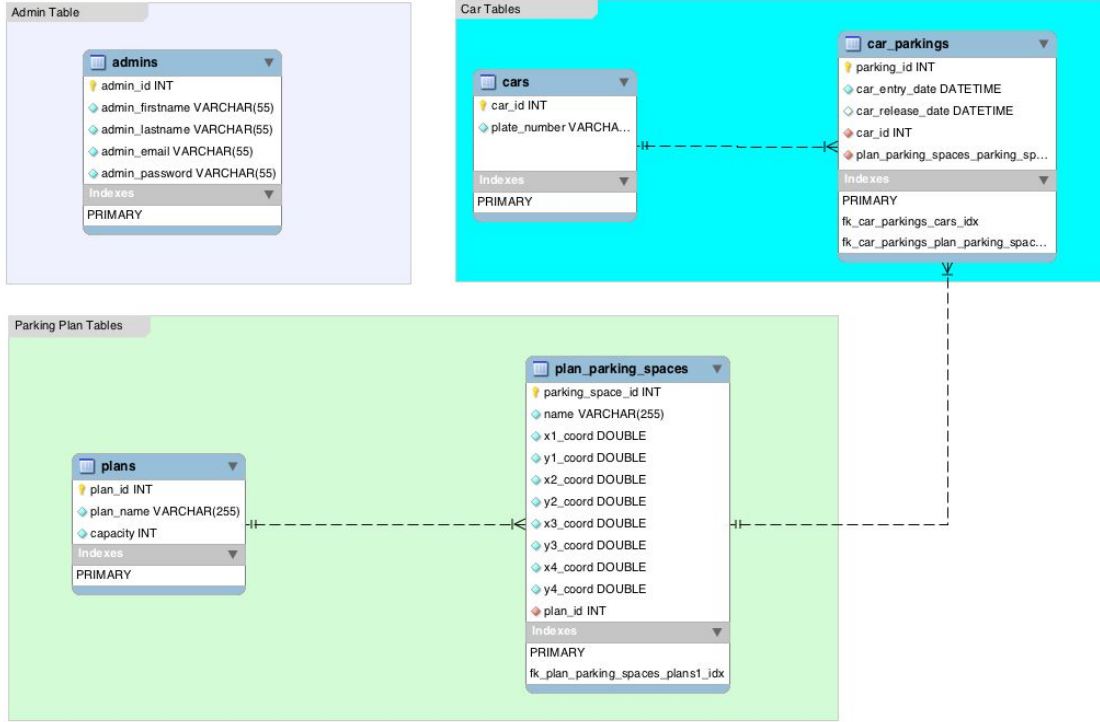 Admin Table
admins
admin_id INT
admin_firstname VARCHAR(55)
admin_lastname VARCHAR(55)
admin_email VARCHAR(55)
admin_password VARCHAR(55)
Indexes
PRIMARY
Car Tables
cars
car_id INT
plate_number VARCHA...
Indexes
PRIMARY
car_parkings
parking_id INT
car_entry_date DATETIME
car_release_date DATETIME
car_id INT
plan_parking_spaces_parking_sp...
Indexes
PRIMARY
fk_car_parkings_cars_idx
fk_car_parkings_plan_parking_spac...
Parking Plan Tables
plans
plan_id INT
plan_name VARCHAR(255)
capacity INT
Indexes
PRIMARY
plan_parking_spaces
parking_space_id INT
name VARCHAR(255)
x1_coord DOUBLE
y1_coord DOUBLE
x2_coord DOUBLE
y2_coord DOUBLE
x3_coord DOUBLE
y3_coord DOUBLE
x4_coord DOUBLE
y4_coord DOUBLE
plan_id INT
Indexes
PRIMARY
fk_plan_parking_spaces_plans1_idx